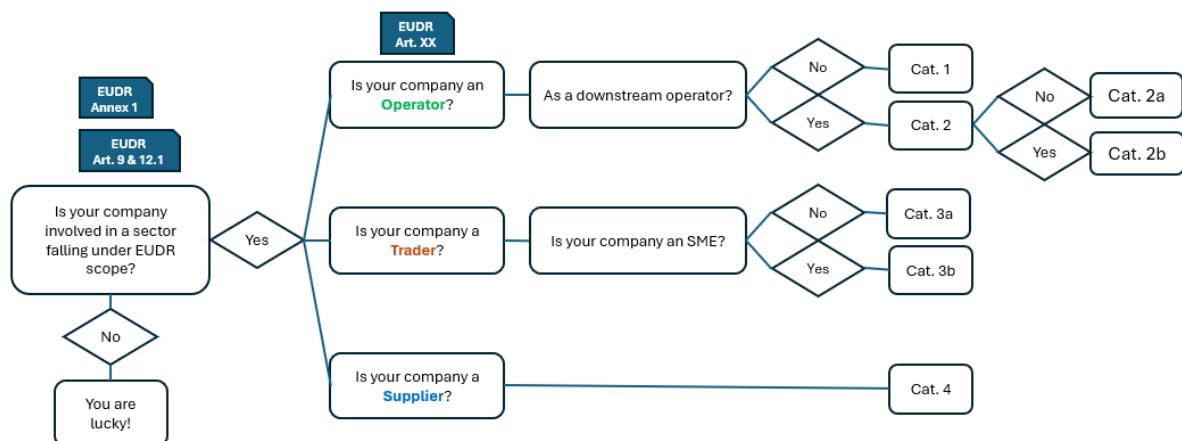 EUDR
Art. XX
EUDR
Annex 1
EUDR
Art. 9 & 12.1
Is your company
involved in a sector
falling under EUDR
scope?
Yes
No
You are
lucky!
Is your company an
Operator?
As a downstream operator?
No
Cat. 1
Yes
Cat. 2
No
Cat. 2a
Yes
Cat. 2b
Is your company a
Trader?
Is your company an SME?
No
Cat. 3a
Yes
Cat. 3b
Is your company a
Supplier?
Cat. 4